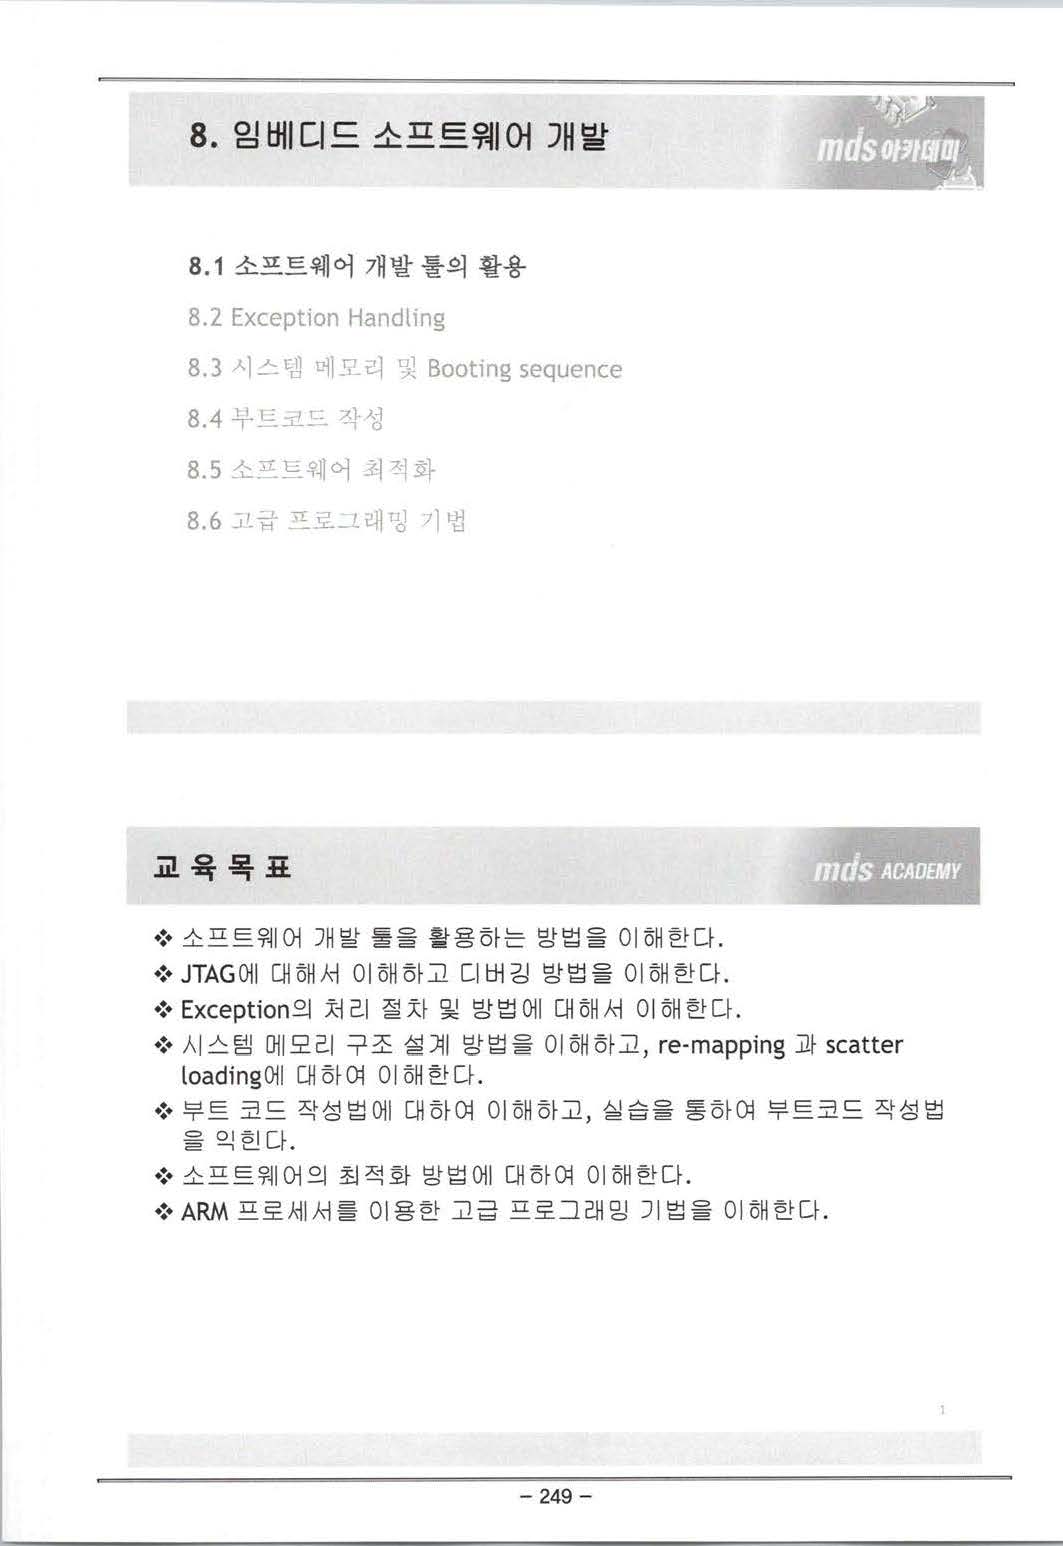 8. 임베디드 소프트웨어 개발
mds 아카데미
8.1 소프트웨어 개발 툴의 활용
8.2 Exception Handling
8.3 시스템 메모리 및 Booting sequence
8.4 부트코드 작성
8.5 소프트웨어 최적화
8.6 고급 프로그래밍 기법
교육목표
mds ACADEMY
❖ 소프트웨어 개발 툴을 활용하는 방법을 이해한다.
❖ JTAG에 대해서 이해하고 디버깅 방법을 이해한다.
❖ Exception의 처리 절차 및 방법에 대해서 이해한다.
❖ 시스템 메모리 구조 설계 방법을 이해하고, re-mapping 과 scatter
loading에 대하여 이해한다.
❖ 부트 코드 작성법에 대하여 이해하고, 실습을 통하여 부트코드 작성법
을 익힌다.
❖ 소프트웨어의 최적화 방법에 대하여 이해한다.
❖ ARM 프로세서를 이용한 고급 프로그래밍 기법을 이해한다.
1
- 249 -